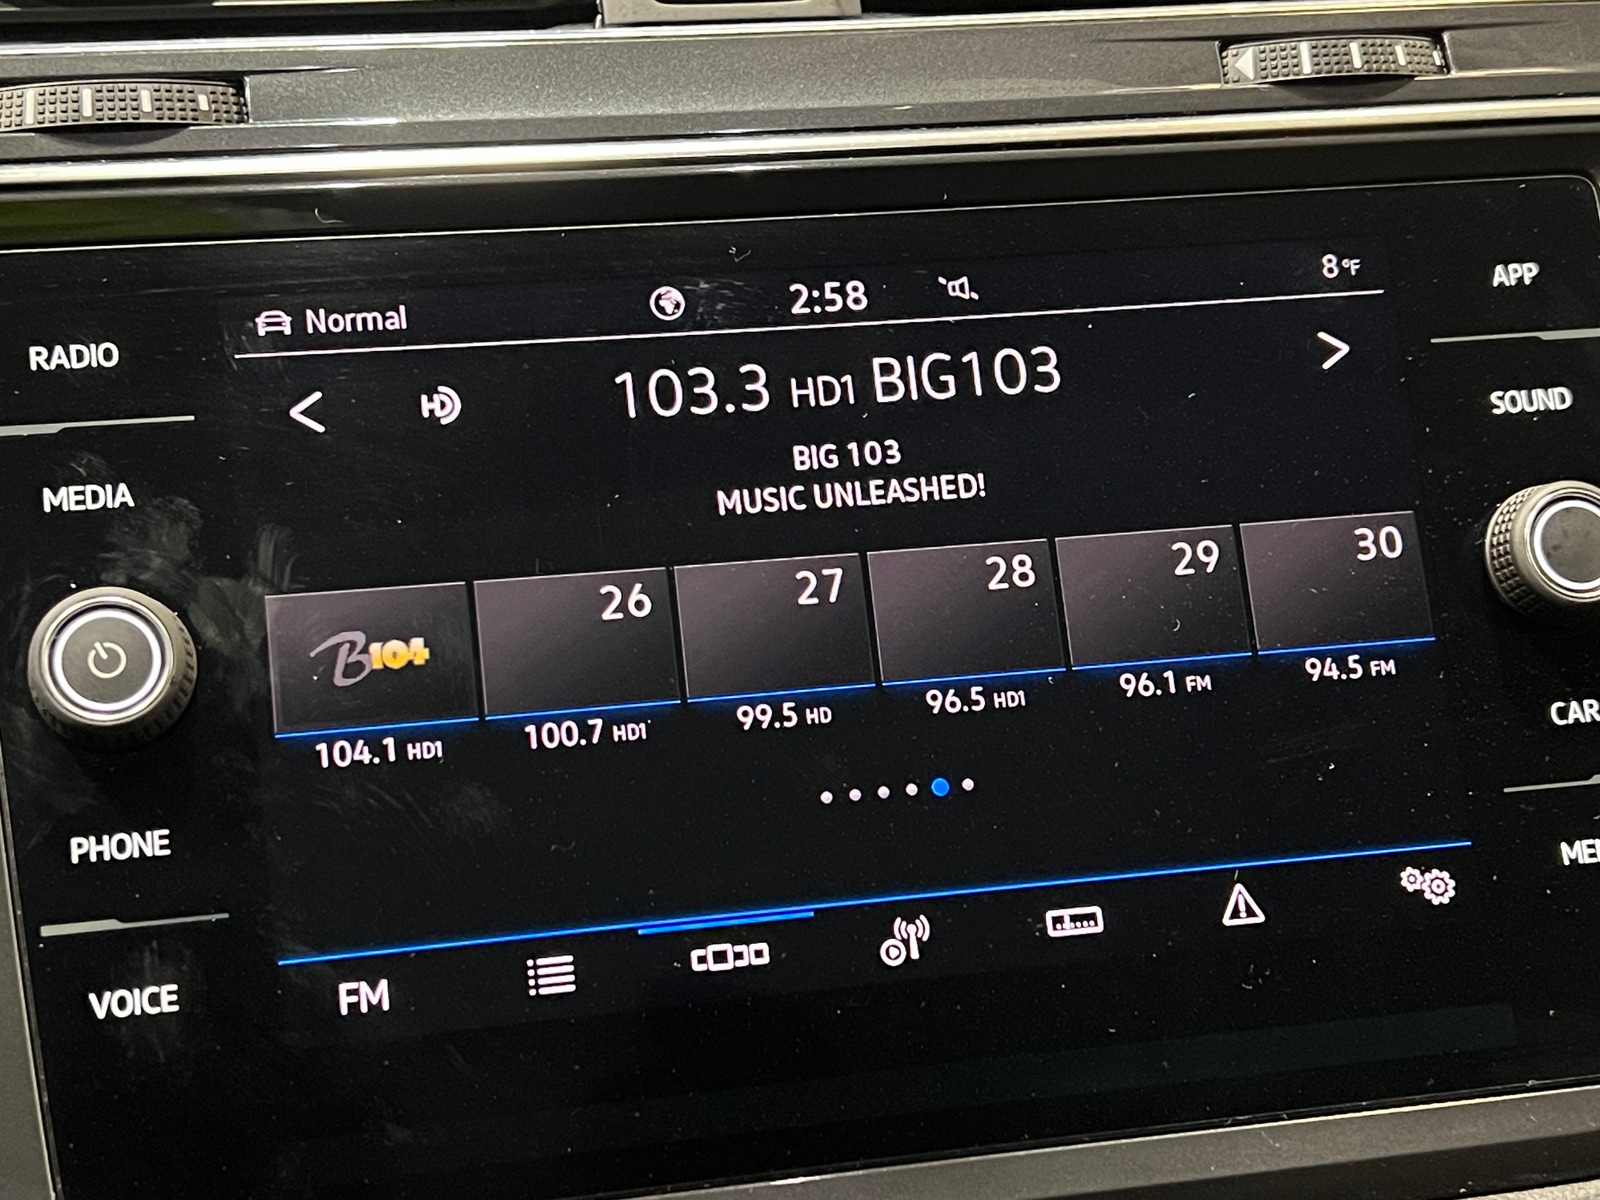 Normal 2:58 8°F
RADIO
MEDIA
PHONE
VOICE
103.3 HD1 BIG103
BIG 103
MUSIC UNLEASHED!
B104 26 27 28 29 30
104.1 HD1 100.7 HD1 99.5 HD 96.5 HD1 96.1 FM 94.5 FM
FM
APP
SOUND
CAR
ME